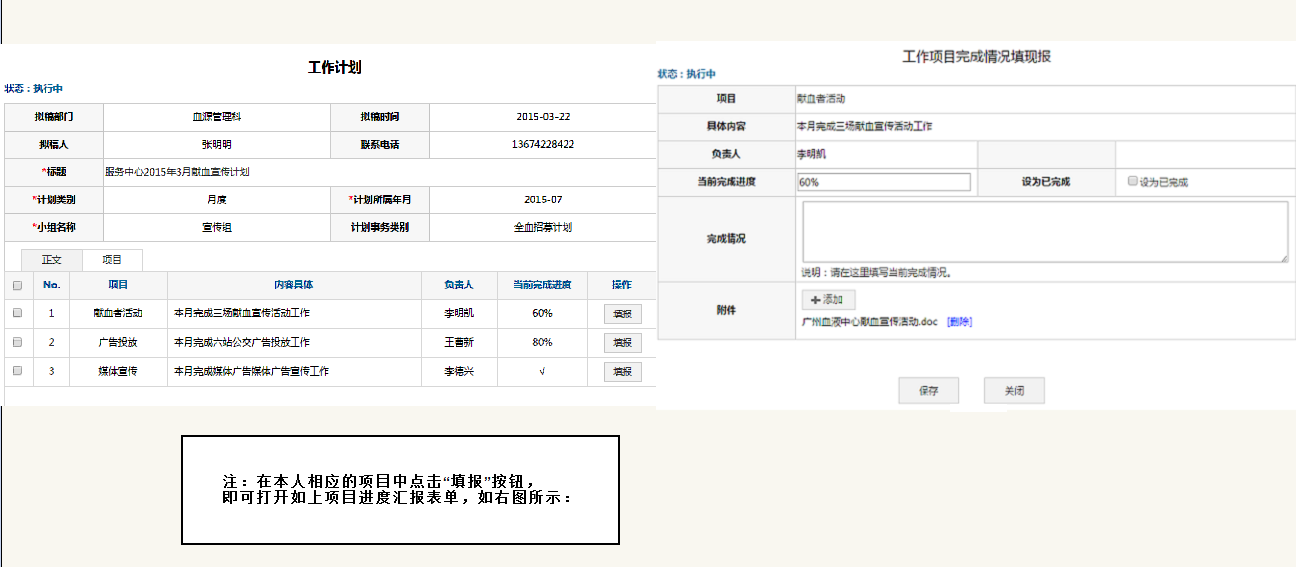 工作计划
状态：执行中
拟稿部门 血源管理科 拟稿时间 2015-03-22
拟稿人 张明明 联系电话 13674228422
*标题 服务中心2015年3月献血宣传计划
*计划类别 月度 *计划所属年月 2015-07
*小组名称 宣传组 计划事务类别 全血招募计划
正文 项目
No. 项目 内容具体 负责人 当前完成进度 操作
1 献血者活动 本月完成三场献血宣传活动工作 李明凯 60% 填报
2 广告投放 本月完成六站公交广告投放工作 王曹新 80% 填报
3 媒体宣传 本月完成媒体广告媒体广告宣传工作 李德兴 √ 填报
工作项目完成情况填现报
状态：执行中
项目 献血者活动
具体内容 本月完成三场献血宣传活动工作
负责人 李明凯
当前完成进度 60% 设为已完成 设为已完成
完成情况
说明：请在这里填写当前完成情况。
附件 添加
广州血液中心献血宣传活动.doc [删除]
保存 关闭
注：在本人相应的项目中点击“填报”按钮，
即可打开如上项目进度汇报表单，如右图所示：